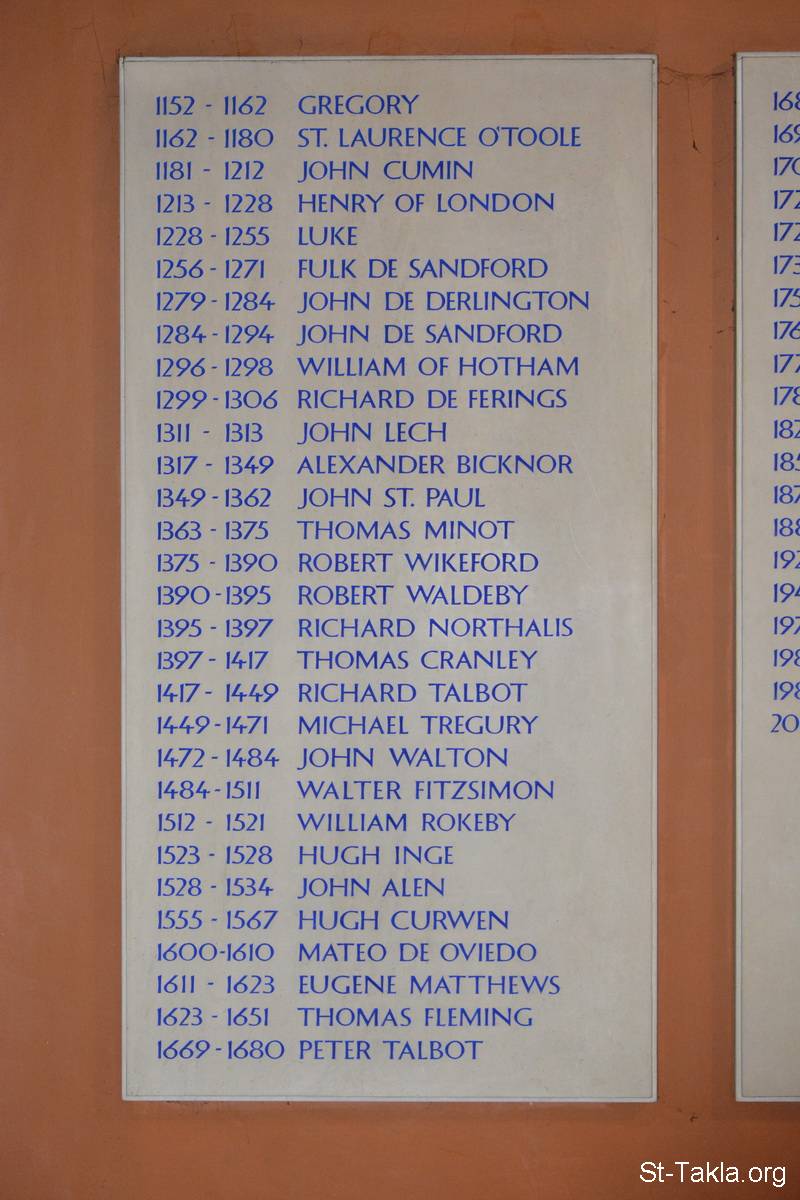 1152 - 1162 GREGORY
1162 - 1180 ST. LAURENCE O'TOOLE
1181 - 1212 JOHN CUMIN
1213 - 1228 HENRY OF LONDON
1228 - 1255 LUKE
1256 - 1271 FULK DE SANDFORD
1279 - 1284 JOHN DE DERLINGTON
1284 - 1294 JOHN DE SANDFORD
1296 - 1298 WILLIAM OF HOTHAM
1299 - 1306 RICHARD DE FERINGS
1311 - 1313 JOHN LECH
1317 - 1349 ALEXANDER BICKNOR
1349 - 1362 JOHN ST. PAUL
1363 - 1375 THOMAS MINOT
1375 - 1390 ROBERT WIKEFORD
1390 - 1395 ROBERT WALDEBY
1395 - 1397 RICHARD NORTHALIS
1397 - 1417 THOMAS CRANLEY
1417 - 1449 RICHARD TALBOT
1449 - 1471 MICHAEL TREGURY
1472 - 1484 JOHN WALTON
1484 - 1511 WALTER FITZSIMON
1512 - 1521 WILLIAM ROKEBY
1523 - 1528 HUGH INGE
1528 - 1534 JOHN ALEN
1555 - 1567 HUGH CURWEN
1600-1610 MATEO DE OVIEDO
1611 - 1623 EUGENE MATTHEWS
1623 - 1651 THOMAS FLEMING
1669 - 1680 PETER TALBOT
St-Takla.org